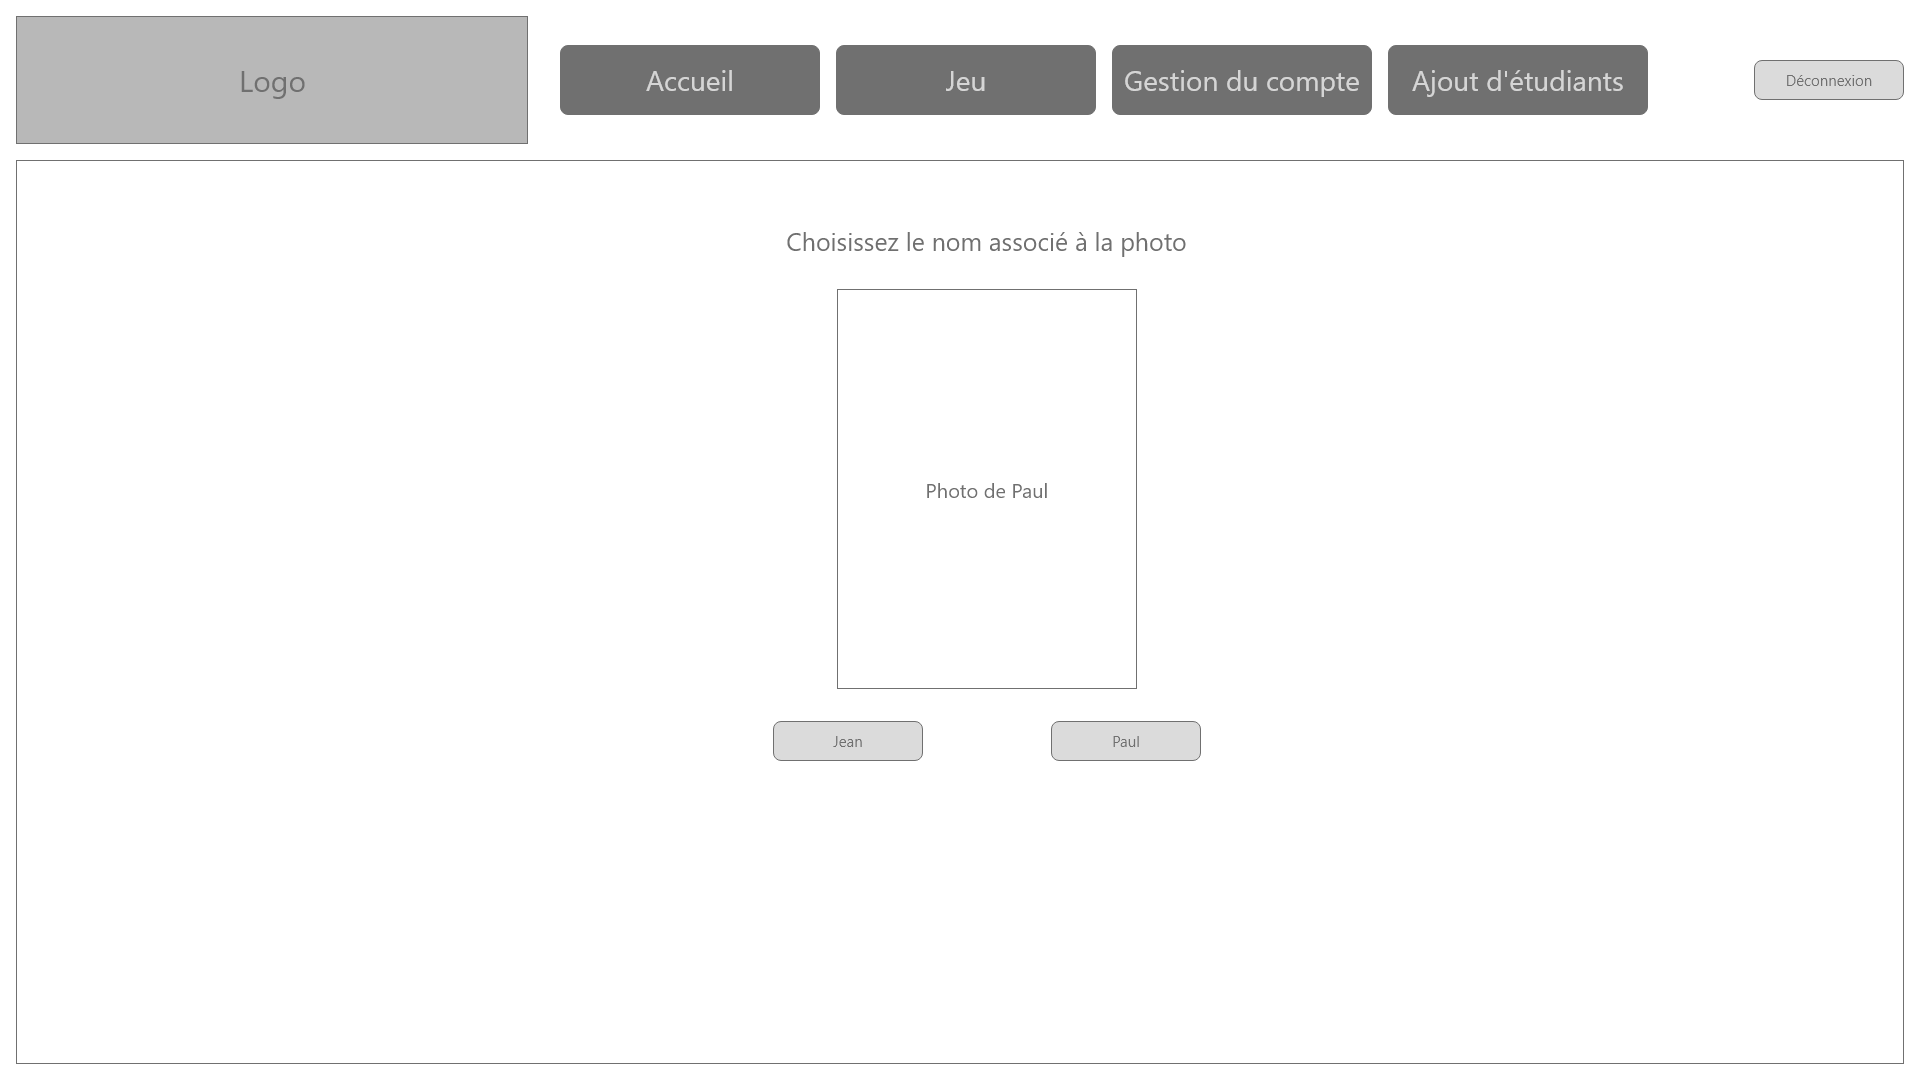 Logo
Accueil
Jeu
Gestion du compte
Ajout d'étudiants
Déconnexion
Choisissez le nom associé à la photo
Photo de Paul
Jean
Paul